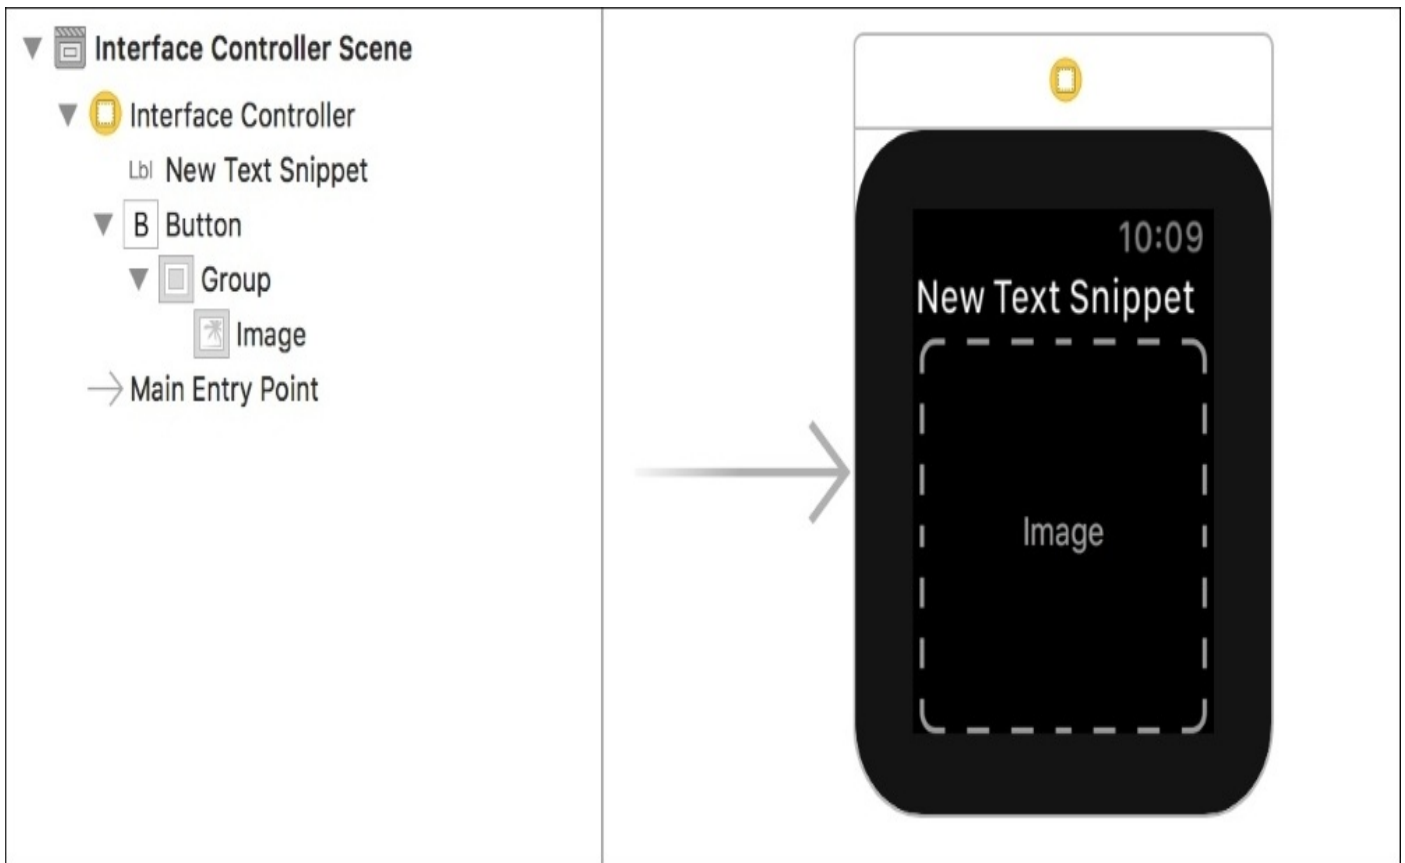 Interface Controller Scene
Interface Controller
Lbl New Text Snippet
B Button
Group
Image
Main Entry Point
10:09
New Text Snippet
Image